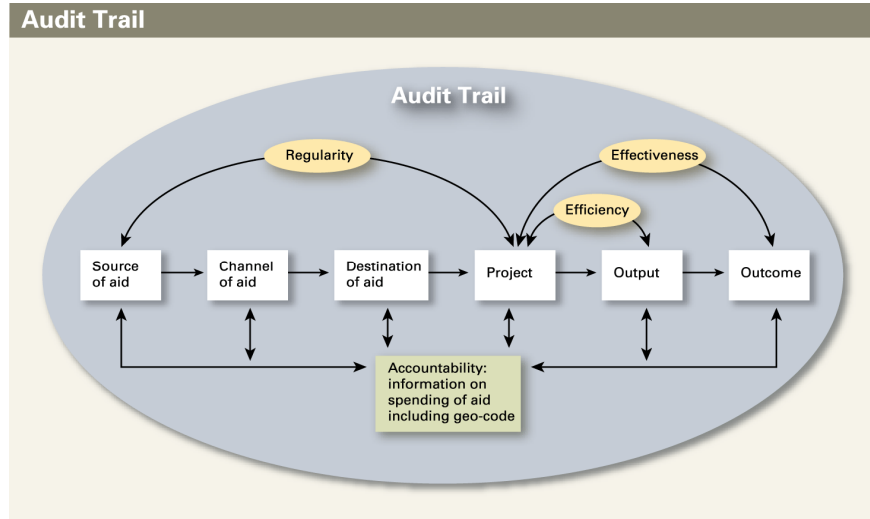 Audit Trail
Audit Trail
Regularity
Effectiveness
Efficiency
Source
of aid
Channel
of aid
Destination
of aid
Project
Output
Outcome
Accountability:
information on
spending of aid
including geo-code